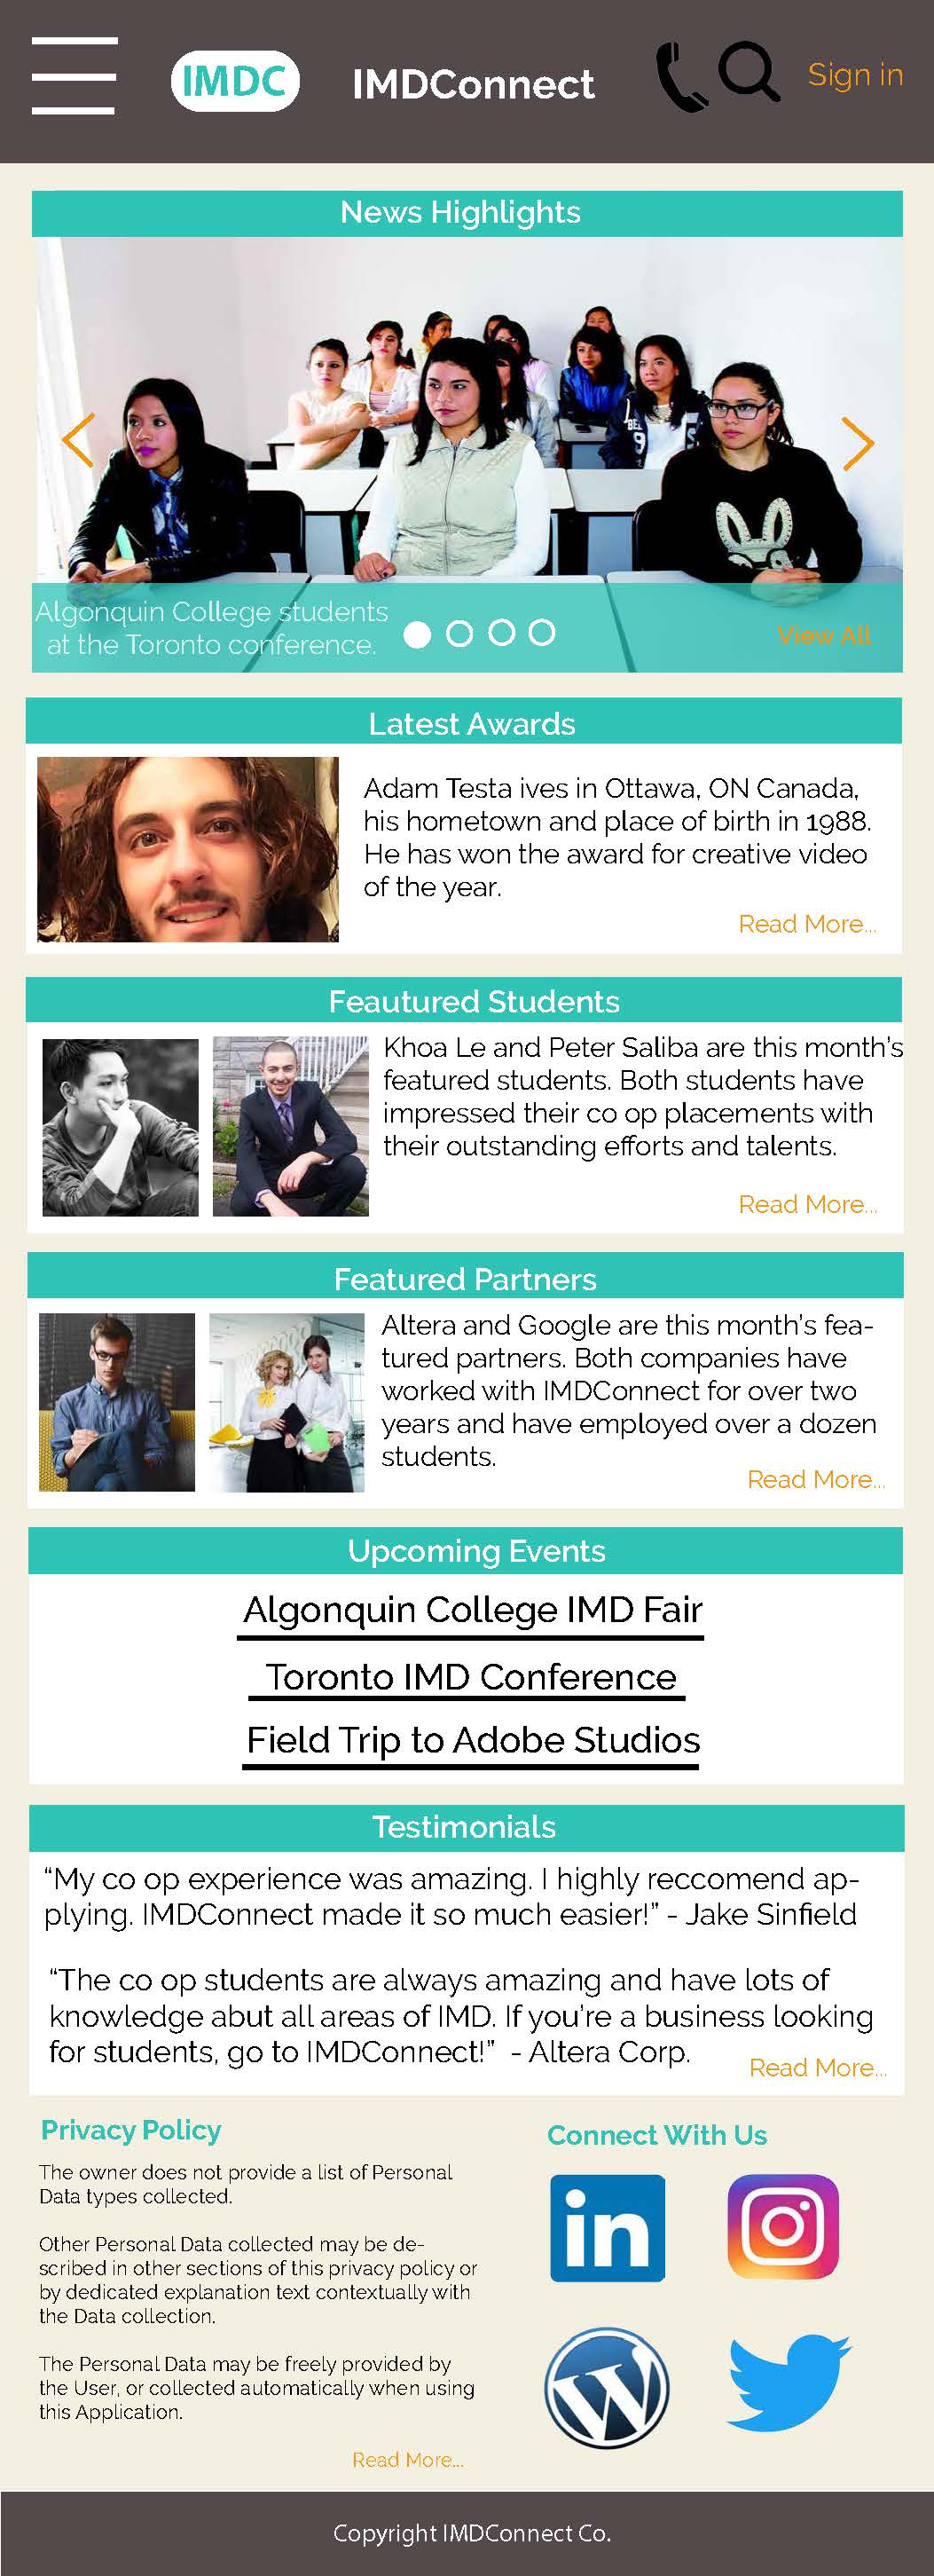 IMDC
IMDConnect
Sign in
News Highlights
Algonquin College students
at the Toronto conference.
View All
Latest Awards
Adam Testa ives in Ottawa, ON Canada,
his hometown and place of birth in 1988.
He has won the award for creative video
of the year.
Read More...
Feautured Students
Khoa Le and Peter Saliba are this month's
featured students. Both students have
impressed their co op placements with
their outstanding efforts and talents.
Read More...
Featured Partners
Altera and Google are this month's fea-
tured partners. Both companies have
worked with IMDConnect for over two
years and have employed over a dozen
students.
Read More...
Upcoming Events
Algonquin College IMD Fair
Toronto IMD Conference
Field Trip to Adobe Studios
Testimonials
“My co op experience was amazing. I highly reccomend ap-
plying. IMDConnect made it so much easier!” - Jake Sinfield
“The co op students are always amazing and have lots of
knowledge abut all areas of IMD. If you're a business looking
for students, go to IMDConnect!” - Altera Corp.
Read More...
Privacy Policy
The owner does not provide a list of Personal
Data types collected.
Other Personal Data collected may be de-
scribed in other sections of this privacy policy or
by dedicated explanation text contextually with
the Data collection.
The Personal Data may be freely provided by
the User, or collected automatically when using
this Application.
Read More...
Connect With Us
in
W
Copyright IMDConnect Co.